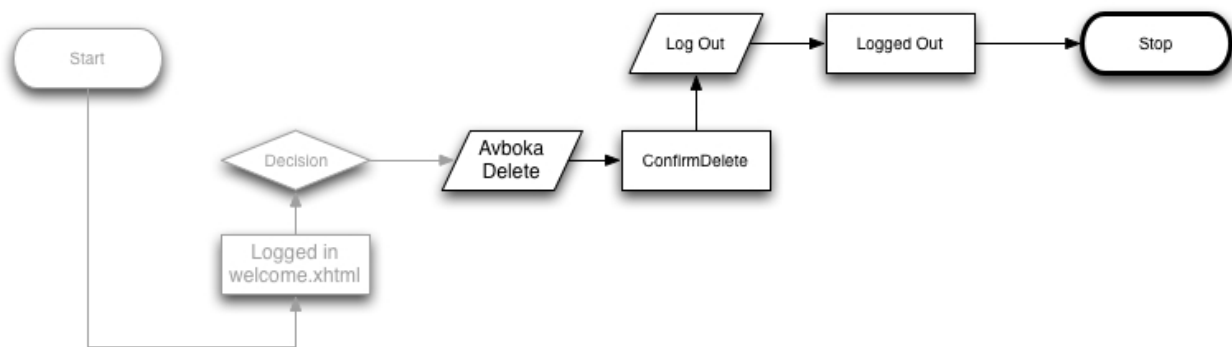 Start
Logged in
welcome.xhtml
Decision
Avboka
Delete
ConfirmDelete
Log Out
Logged Out
Stop